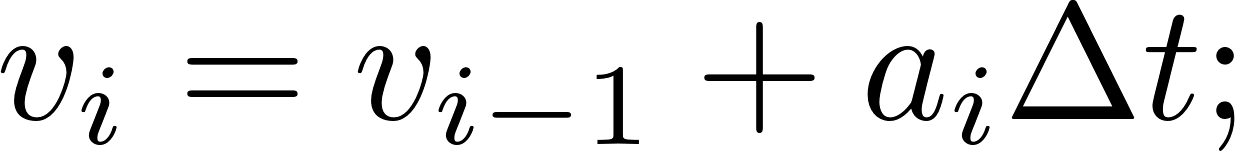 v_i = v_{i-1} + a_i Δt;